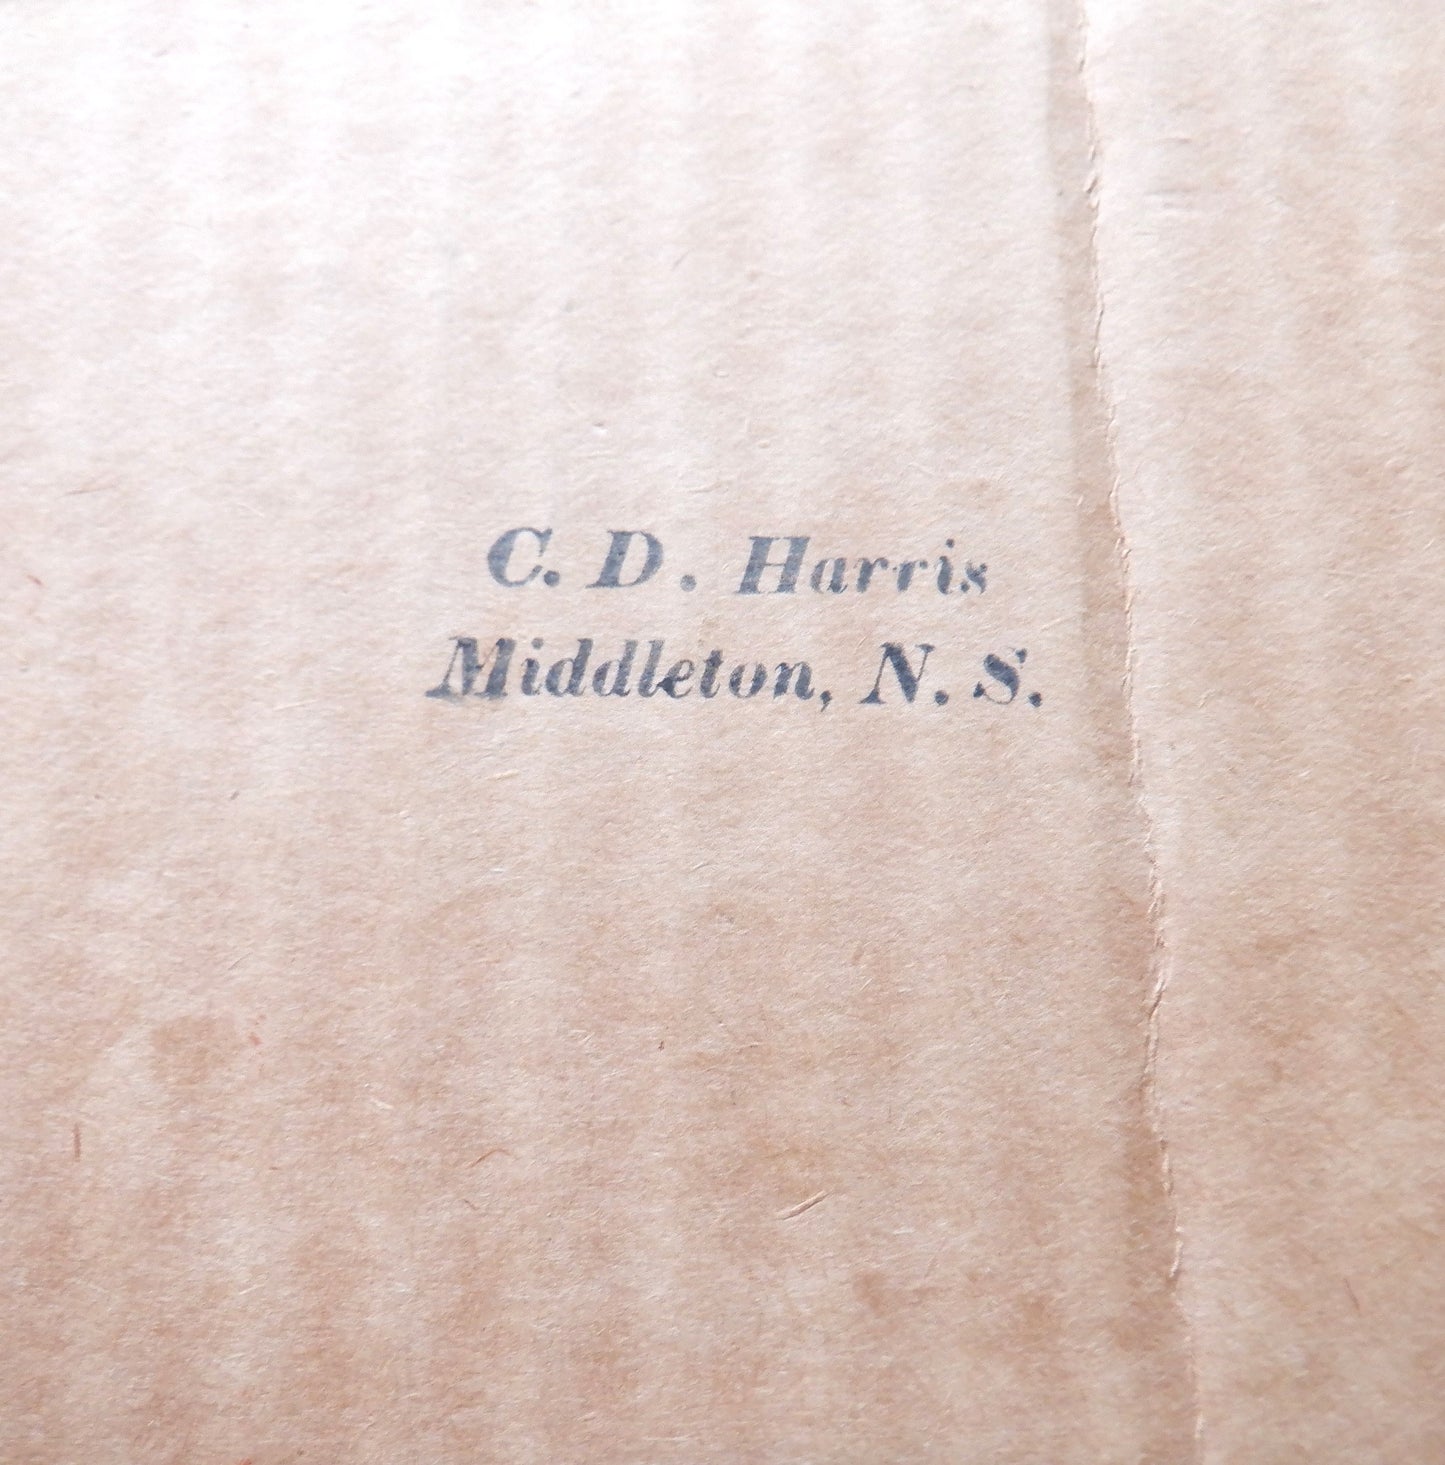 C. D. Harris
Middleton, N. S.